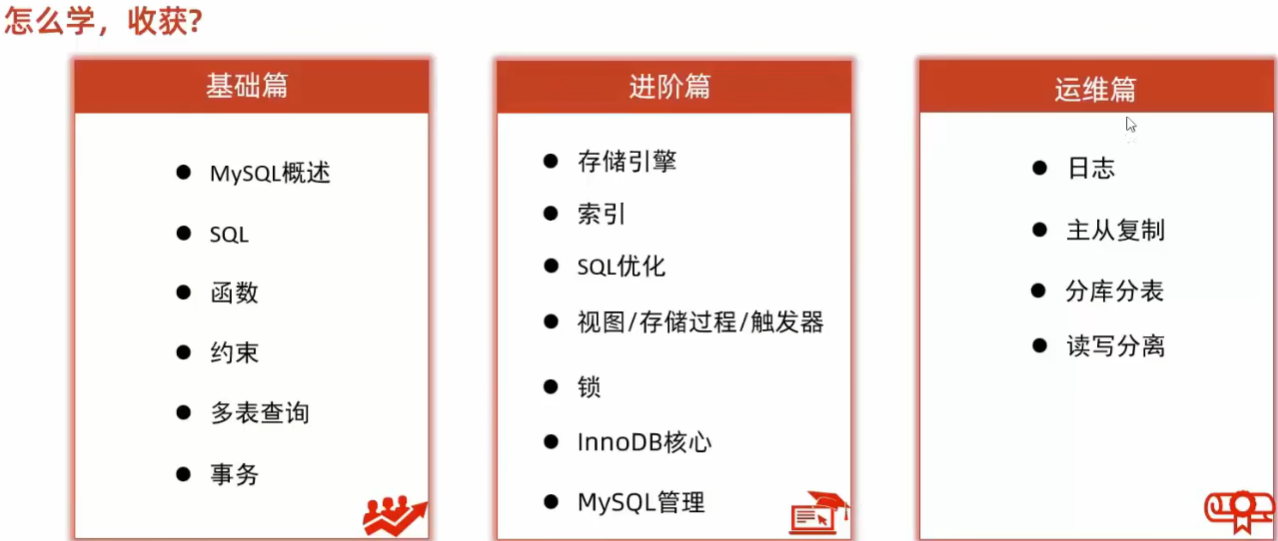 怎么学，收获?
基础篇
MySQL概述
SQL
函数
约束
多表查询
事务
进阶篇
存储引擎
索引
SQL优化
视图/存储过程/触发器
锁
InnoDB核心
MySQL管理
运维篇
日志
主从复制
分库分表
读写分离